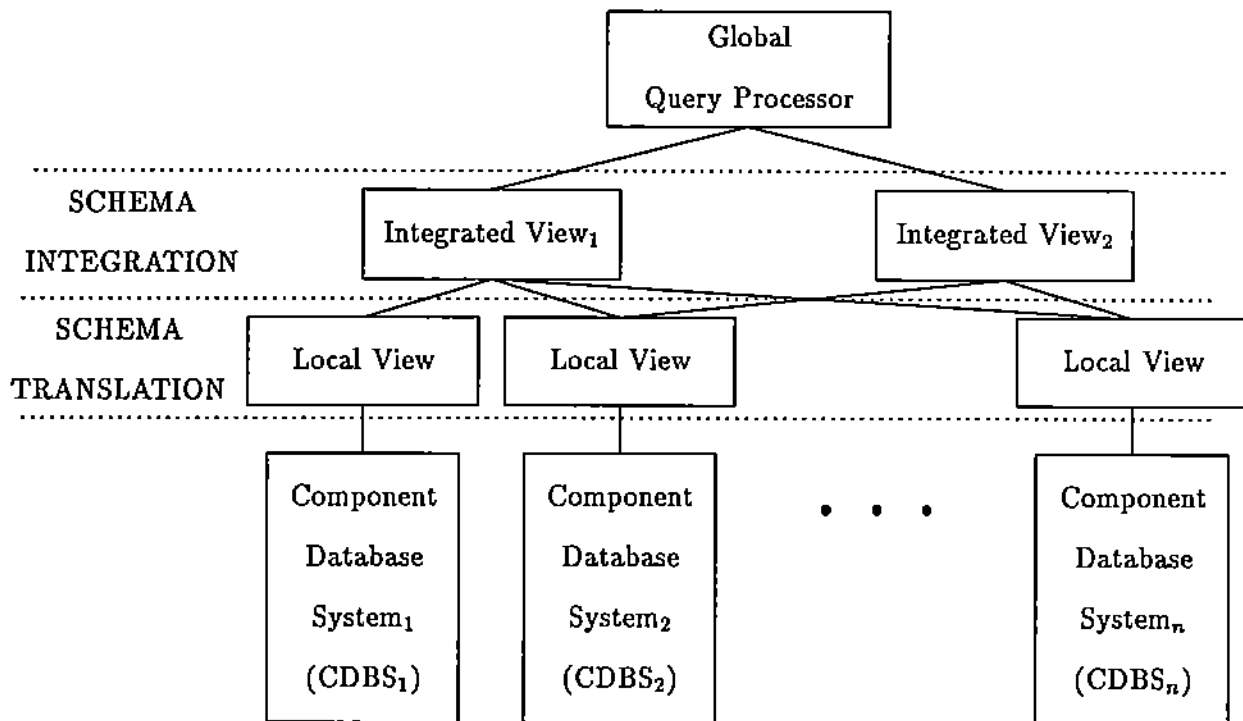 Global
Query Processor
SCHEMA
INTEGRATION
Integrated View₁
Integrated View₂
SCHEMA
TRANSLATION
Local View
Local View
Local View
Component
Database
System₁
(CDBS₁)
Component
Database
System₂
(CDBS₂)
• • •
Component
Database
Systemₙ
(CDBSₙ)